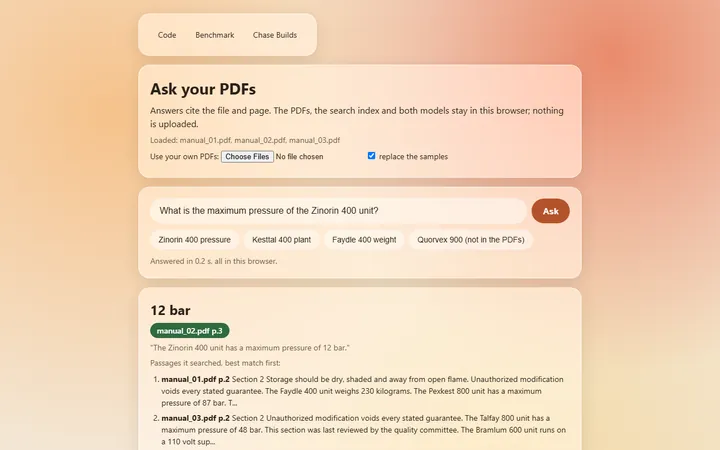 Code Benchmark Chase Builds
Ask your PDFs
Answers cite the file and page. The PDFs, the search index and both models stay in this browser; nothing
is uploaded.
Loaded: manual_01.pdf, manual_02.pdf, manual_03.pdf
Use your own PDFs: Choose Files No file chosen replace the samples
What is the maximum pressure of the Zinorin 400 unit? Ask
Zinorin 400 pressure Kesttal 400 plant Faydle 400 weight Quorvex 900 (not in the PDFs)
Answered in 0.2 s. all in this browser.
12 bar
manual_02.pdf p.3
"The Zinorin 400 unit has a maximum pressure of 12 bar."
Passages it searched, best match first:
1. manual_01.pdf p.2 Section 2 Storage should be dry, shaded and away from open flame. Unauthorized modification
voids every stated guarantee. The Faydle 400 unit weighs 230 kilograms. The Pexkest 800 unit has a maximum
pressure of 87 bar. T...
2. manual_03.pdf p.2 Section 2 Unauthorized modification voids every stated guarantee. The Talfay 800 unit has a
maximum pressure of 48 bar. This section was last reviewed by the quality committee. The Bramlum 600 unit runs on
a 110 volt sup...